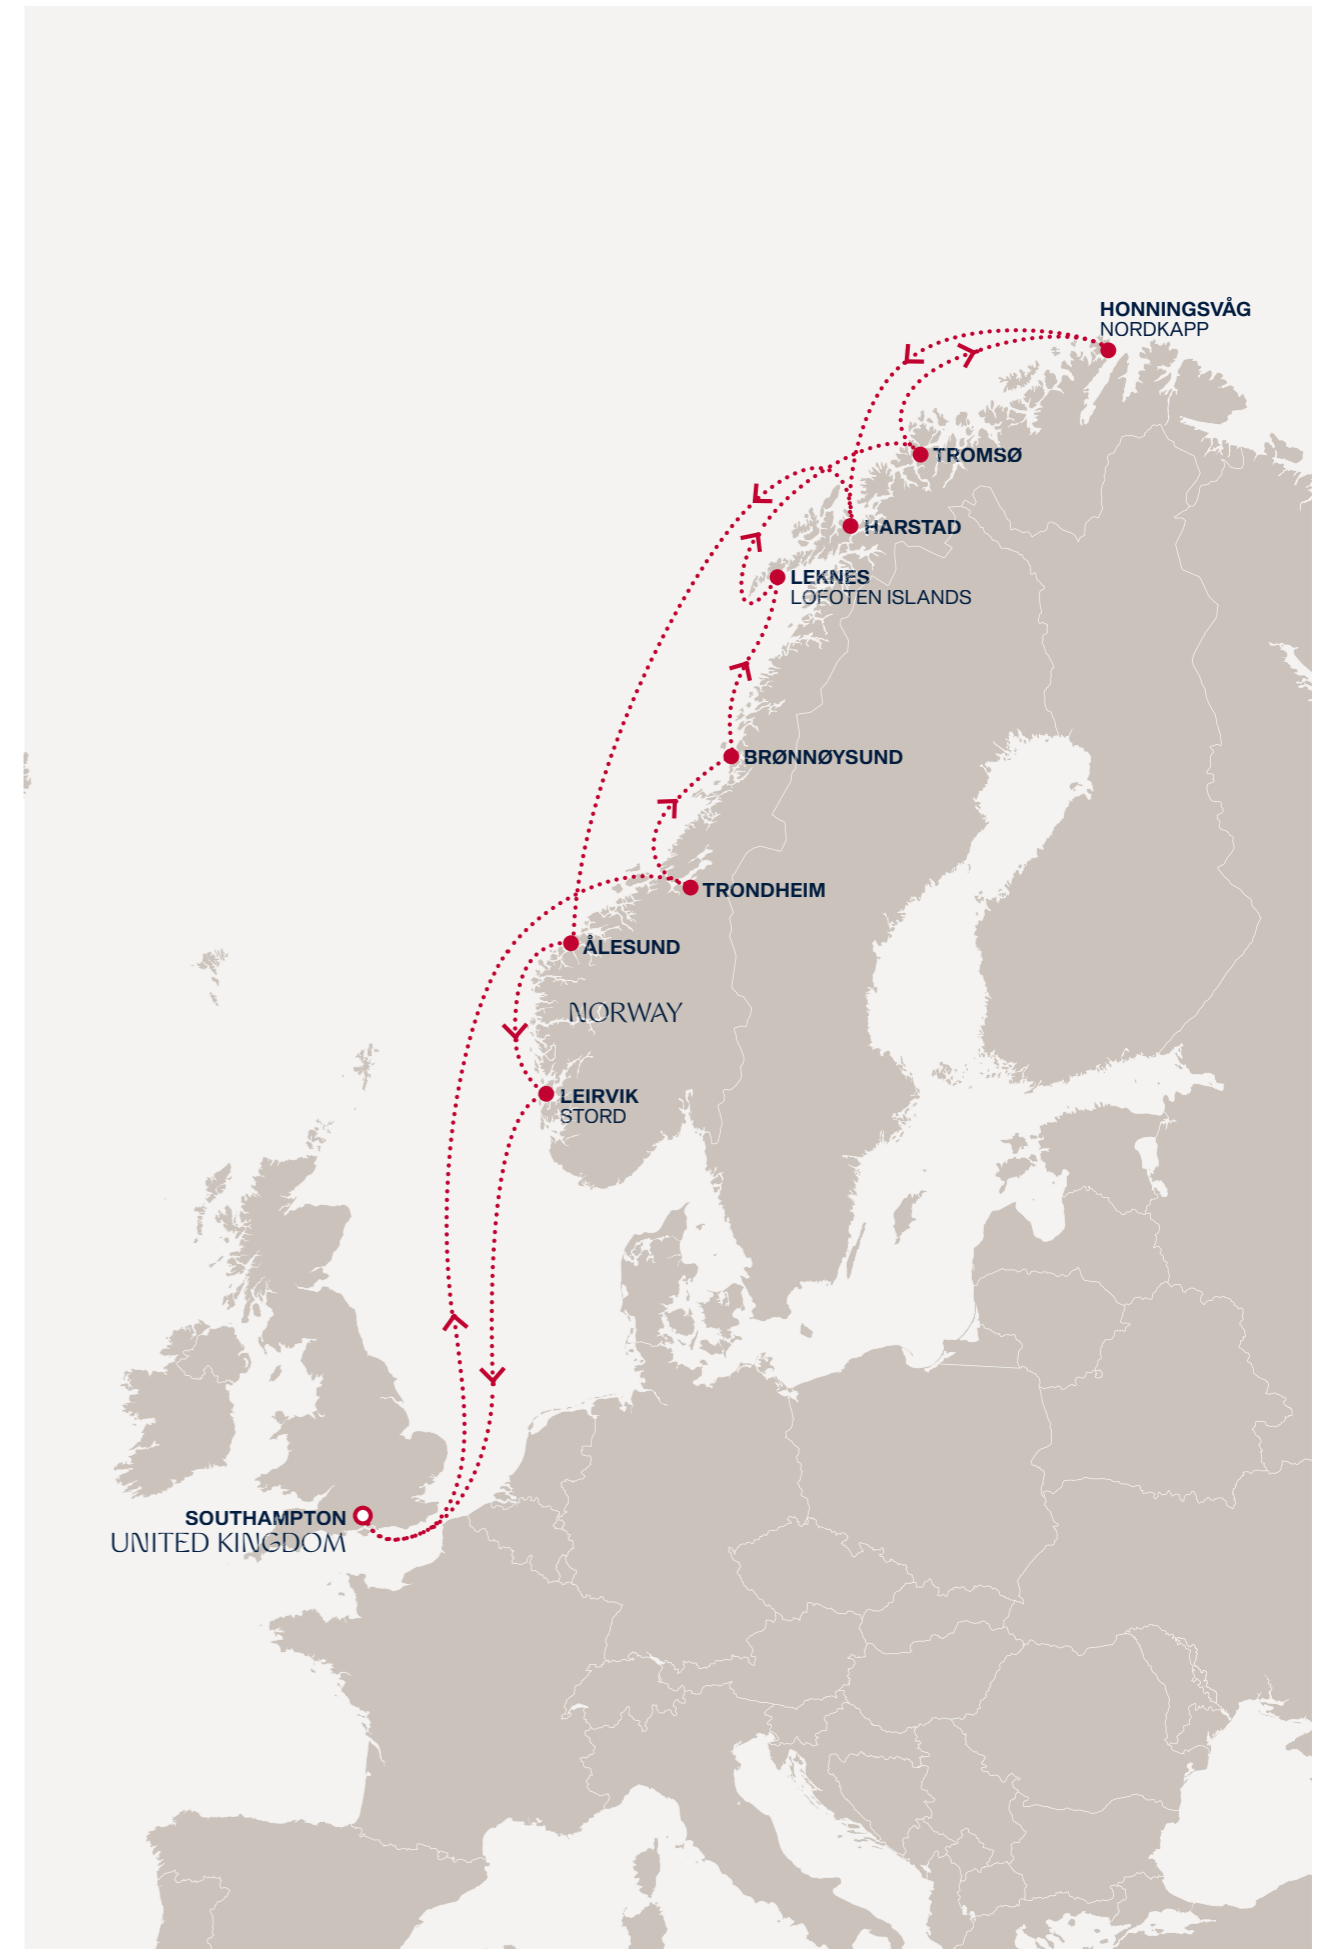 HONNINGSVÅG
NORDKAPP
TROMSØ
HARSTAD
LEKNES
LOFOTEN ISLANDS
BRØNNØYSUND
TRONDHEIM
ÅLESUND
NORWAY
LEIRVIK
STORD
SOUTHAMPTON
UNITED KINGDOM